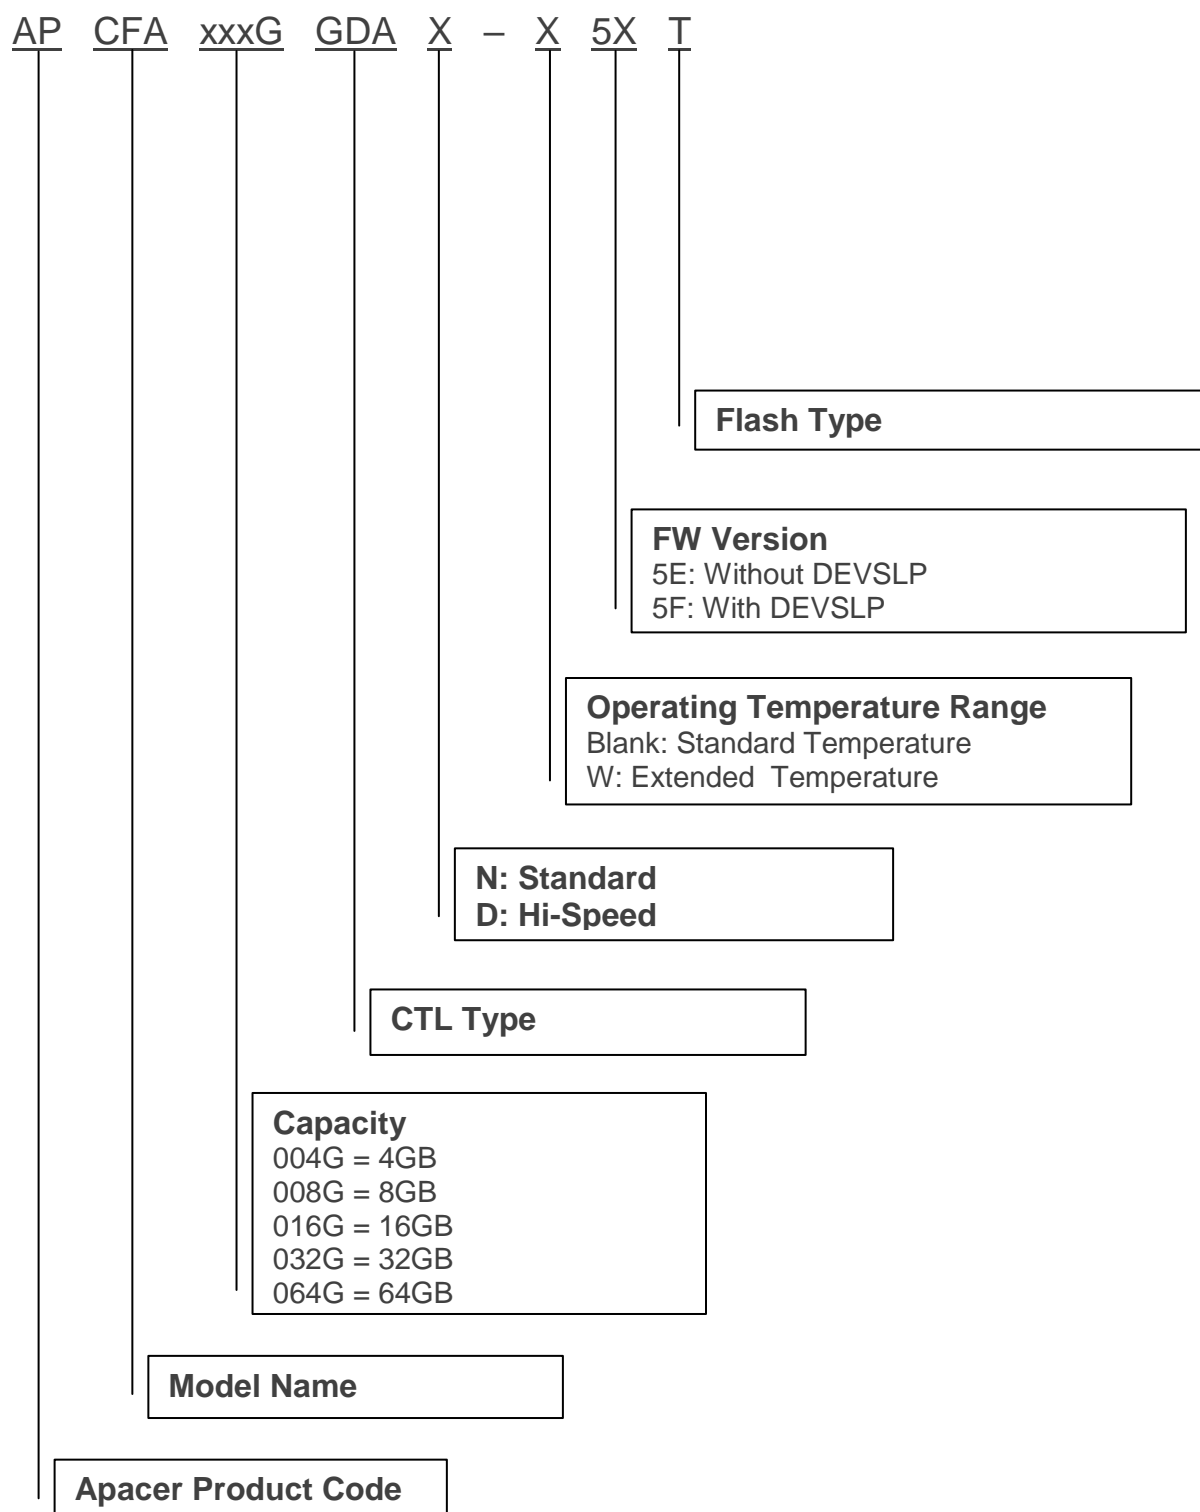 AP CFA xxxG GDA X – X 5X T
Flash Type
FW Version
5E: Without DEVSLP
5F: With DEVSLP
Operating Temperature Range
Blank: Standard Temperature
W: Extended Temperature
N: Standard
D: Hi-Speed
CTL Type
Capacity
004G = 4GB
008G = 8GB
016G = 16GB
032G = 32GB
064G = 64GB
Model Name
Apacer Product Code